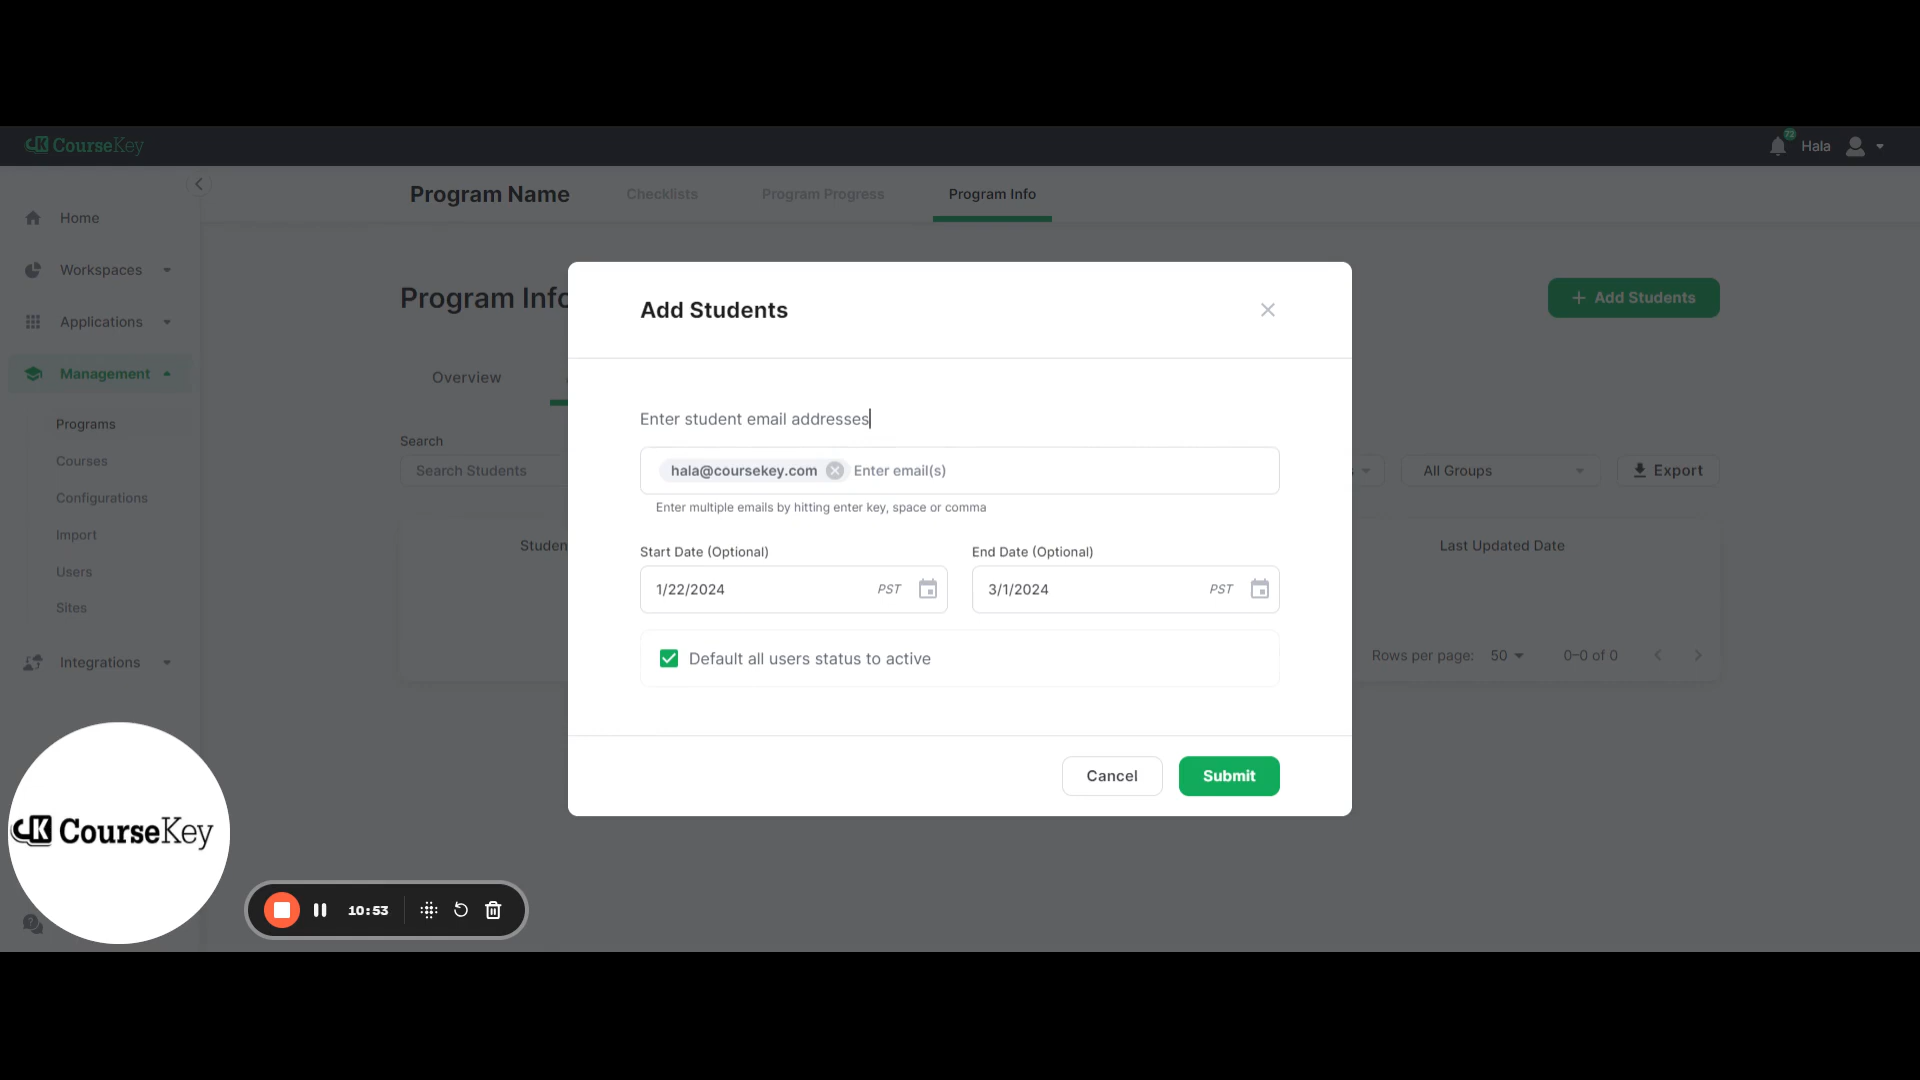 CK CourseKey
72
Hala
Program Name
Checklists
Program Progress
Program Info
Home
Workspaces
Applications
Management
Programs
Courses
Configurations
Import
Users
Sites
Integrations
Program Info
+ Add Students
Overview
Search
Search Students
All Groups
Export
Last Updated Date
Rows per page: 50
0–0 of 0
Add Students
Enter student email addresses
hala@coursekey.com Enter email(s)
Enter multiple emails by hitting enter key, space or comma
Start Date (Optional)
End Date (Optional)
1/22/2024 PST
3/1/2024 PST
Default all users status to active
Cancel
Submit
CK CourseKey
10:53